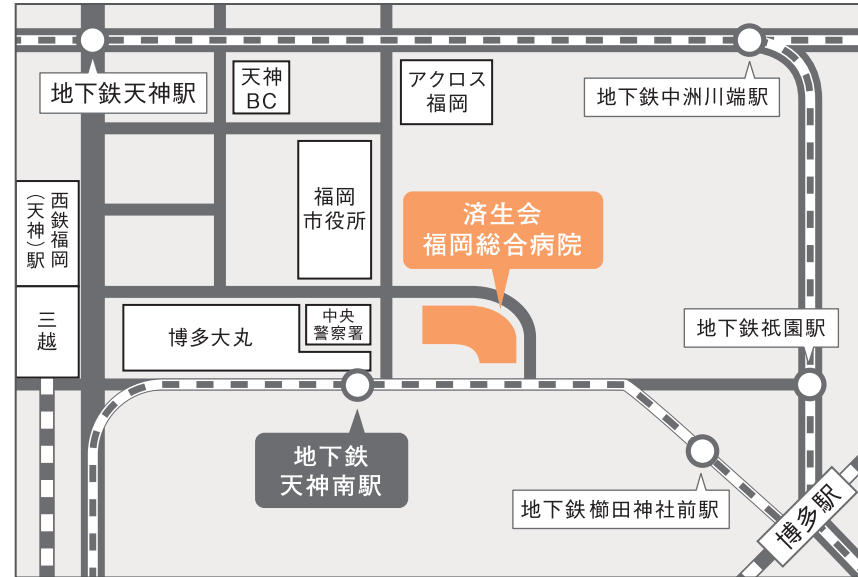 地下鉄天神駅
天神
BC
アクロス
福岡
地下鉄中洲川端駅
西鉄福岡
（天神）駅
福岡
市役所
済生会
福岡総合病院
三越
博多大丸
中央
警察署
地下鉄祇園駅
地下鉄
天神南駅
地下鉄櫛田神社前駅
博多駅